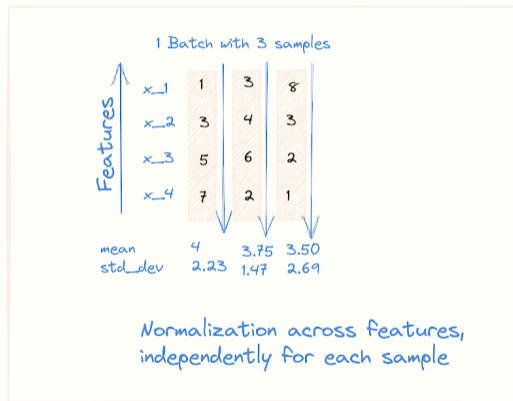 1 Batch with 3 samples
Features
x_1 1 3 8
x_2 3 4 3
x_3 5 6 2
x_4 7 2 1
mean 4 3.75 3.50
std_dev 2.23 1.47 2.69
Normalization across features,
independently for each sample